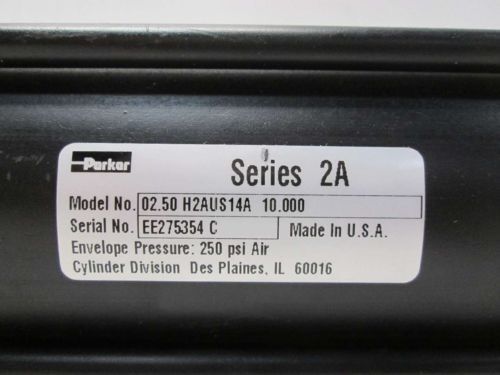 Parker
Series 2A
Model No. 02.50 H2AUS14A 10.000
Serial No. EE275354 C Made In U.S.A.
Envelope Pressure: 250 psi Air
Cylinder Division Des Plaines, IL 60016